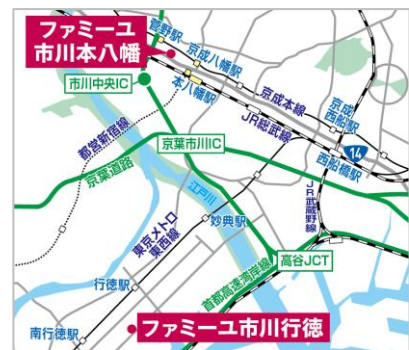 ファミーユ
市川本八幡
菅野駅
京成八幡駅
市川中央IC
本八幡駅
京成本線
京成
西船駅
JR総武線
都営新宿線
京葉市川IC
14
西船橋駅
京葉道路
江戸川
JR武蔵野線
東京メトロ
東西線
妙典駅
行徳駅
首都高速湾岸線
高谷JCT
南行徳駅
ファミーユ市川行徳